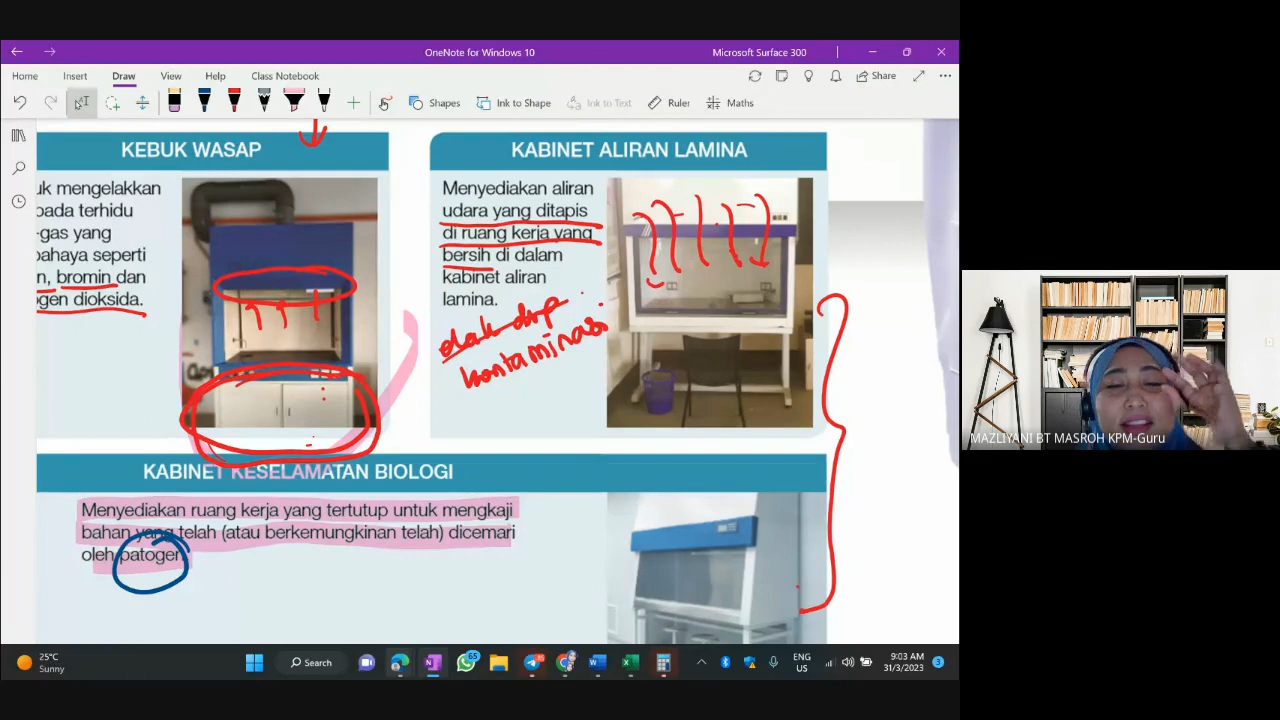 OneNote for Windows 10
Microsoft Surface 300
Home Insert Draw View Help Class Notebook
Share
Shapes Ink to Shape Ink to Text Ruler Maths
KEBUK WASAP
uk mengelakkan
pada terhidu
-gas yang
bahaya seperti
n, bromin dan
ogen dioksida.
KABINET ALIRAN LAMINA
Menyediakan aliran
udara yang ditapis
di ruang kerja yang
bersih di dalam
kabinet aliran
lamina.
kontaminasi
KABINET KESELAMATAN BIOLOGI
Menyediakan ruang kerja yang tertutup untuk mengkaji
bahan yang telah (atau berkemungkinan telah) dicemari
oleh patogen
MAZLIYANI BT MASROH KPM-Guru
25°C
Sunny
Search
65
ENG
US
9:03 AM
31/3/2023
3